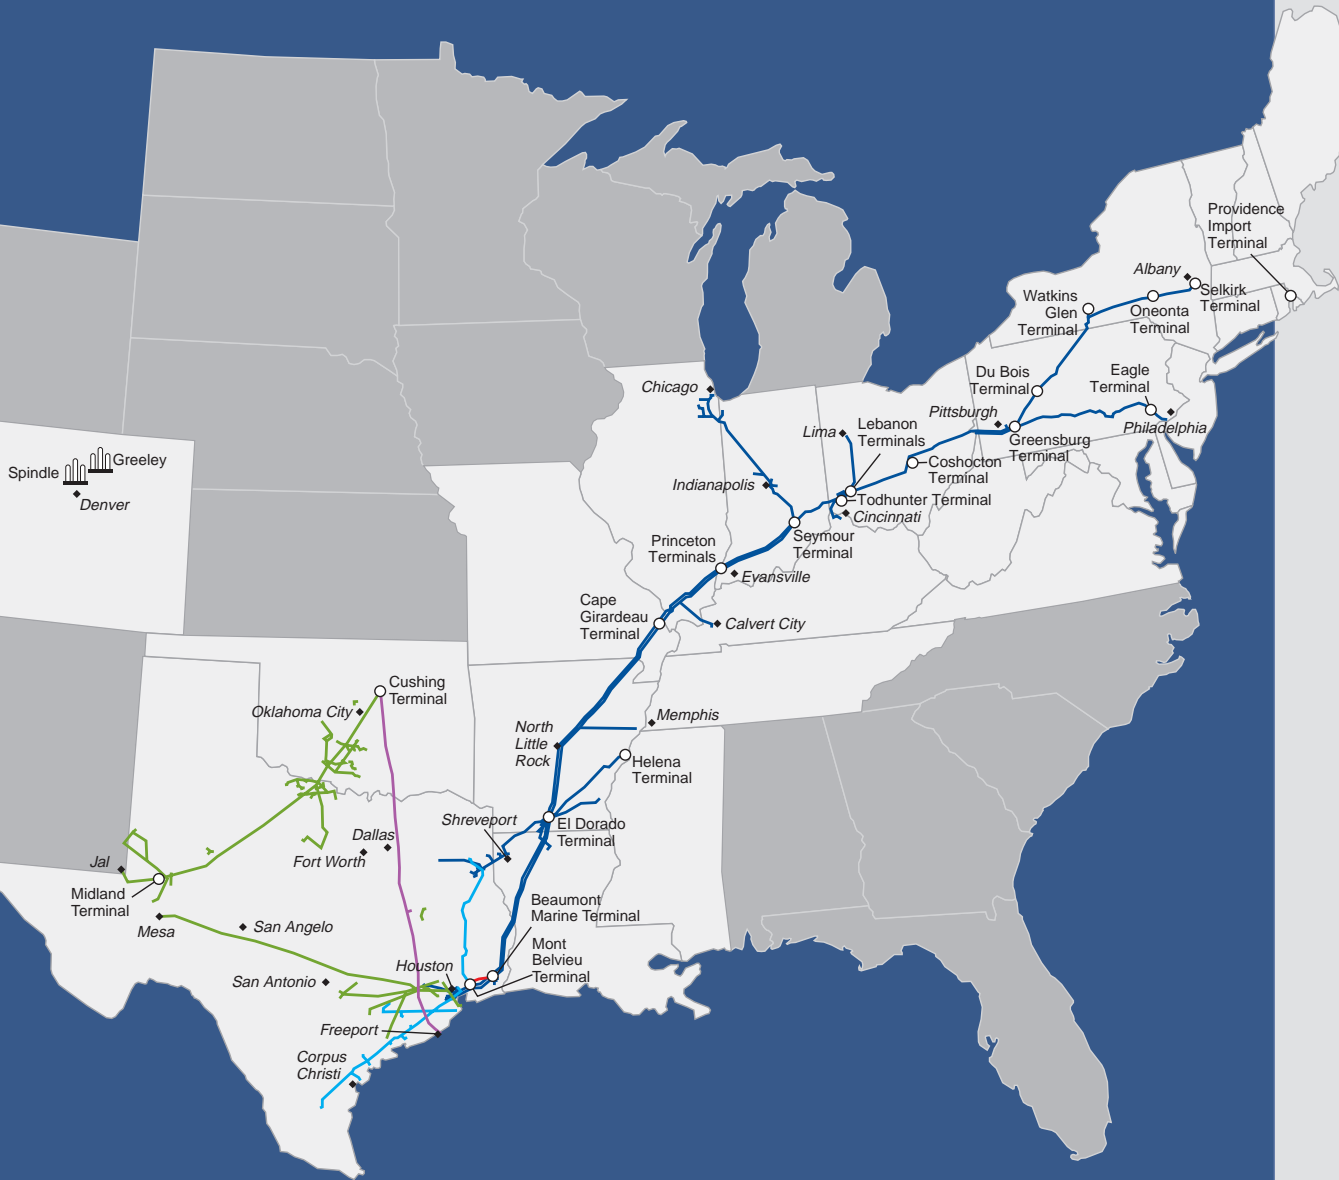 Providence
Import
Terminal
Albany
Selkirk
Terminal
Watkins
Glen
Terminal
Oneonta
Terminal
Du Bois
Terminal
Eagle
Terminal
Chicago
Pittsburgh
Philadelphia
Lima
Lebanon
Terminals
Greensburg
Terminal
Spindle
Greeley
Denver
Coshocton
Terminal
Indianapolis
Todhunter Terminal
Cincinnati
Princeton
Terminals
Seymour
Terminal
Evansville
Cape
Girardeau
Terminal
Calvert City
Cushing
Terminal
Oklahoma City
Memphis
North
Little
Rock
Helena
Terminal
Shreveport
El Dorado
Terminal
Dallas
Fort Worth
Jal
Midland
Terminal
Mesa
San Angelo
Beaumont
Marine Terminal
Mont
Belvieu
Terminal
Houston
San Antonio
Freeport
Corpus
Christi